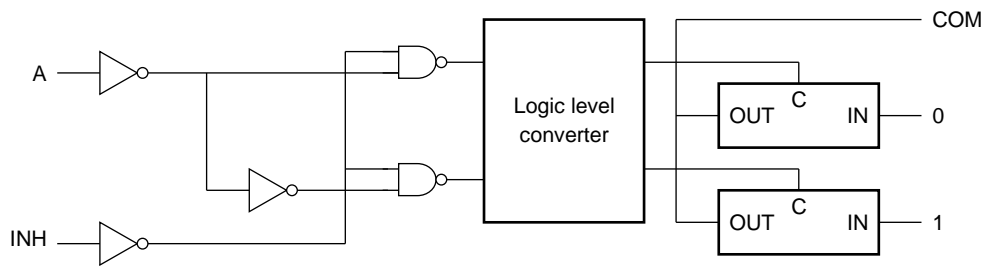 COM
A
Logic level
converter
C
OUT
IN
0
C
OUT
IN
1
INH